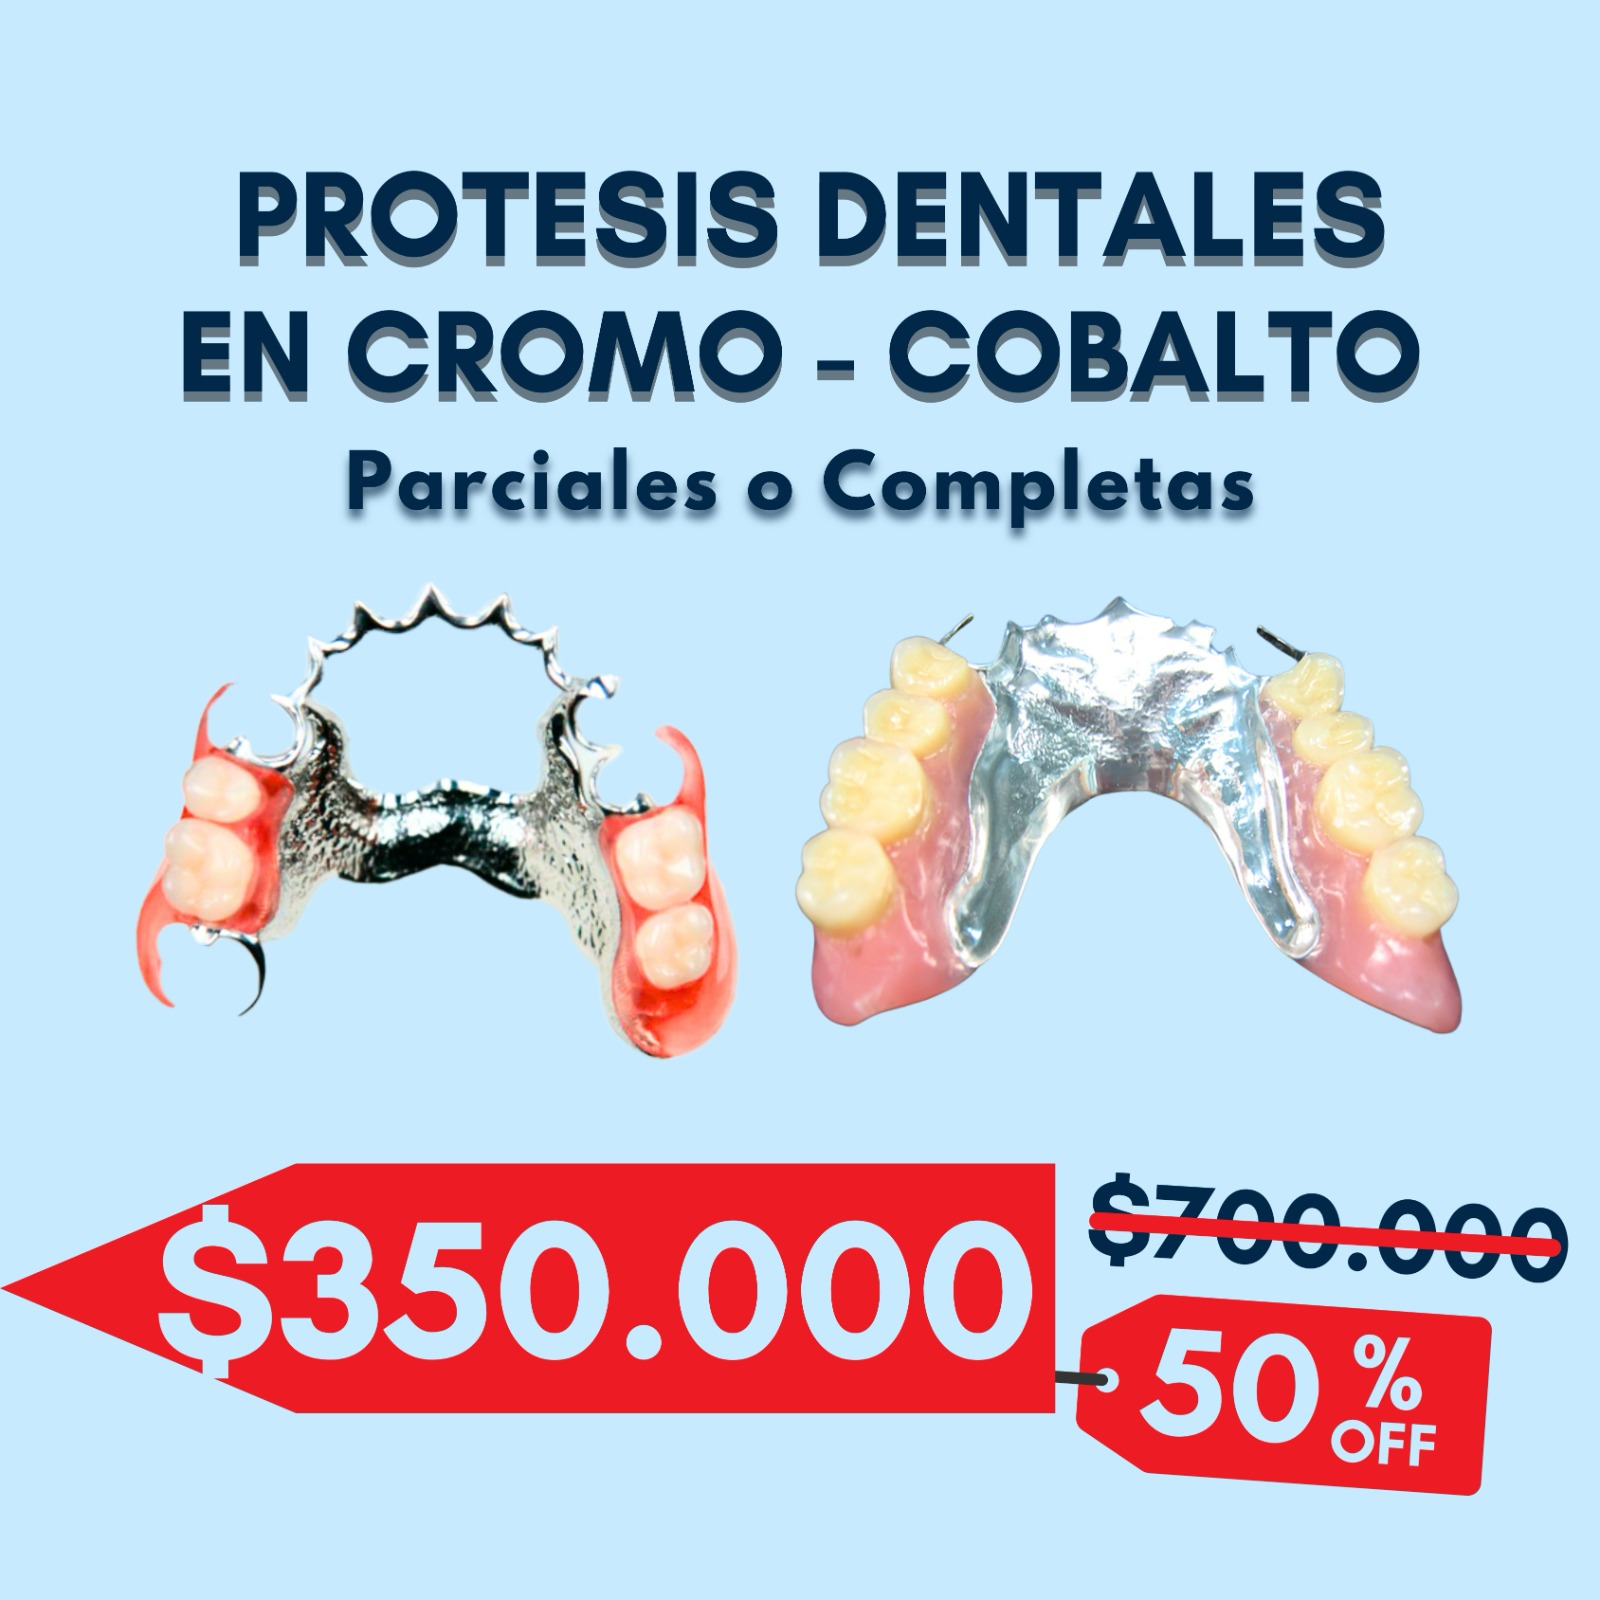 PROTESIS DENTALES
EN CROMO - COBALTO
Parciales o Completas
$350.000
$700.000
50 %
OFF